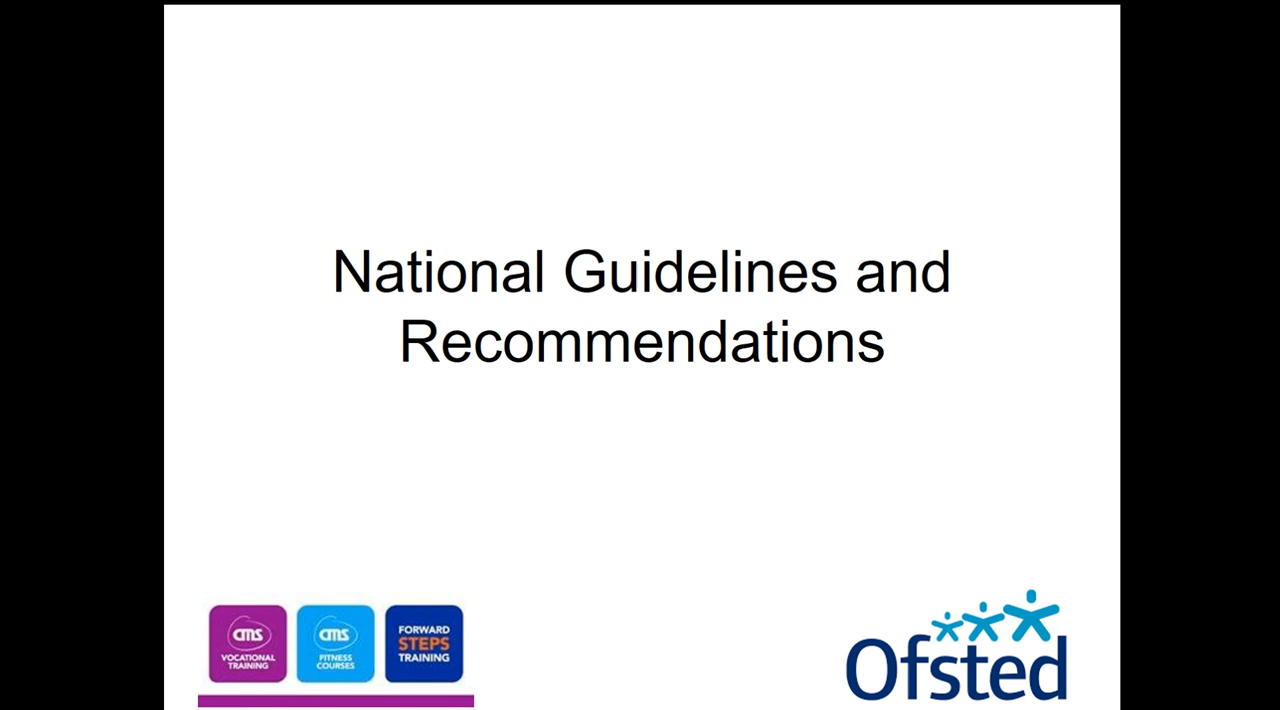 National Guidelines and
Recommendations
cms
VOCATIONAL
TRAINING
cms
FITNESS
COURSES
FORWARD
STEPS
TRAINING
Ofsted